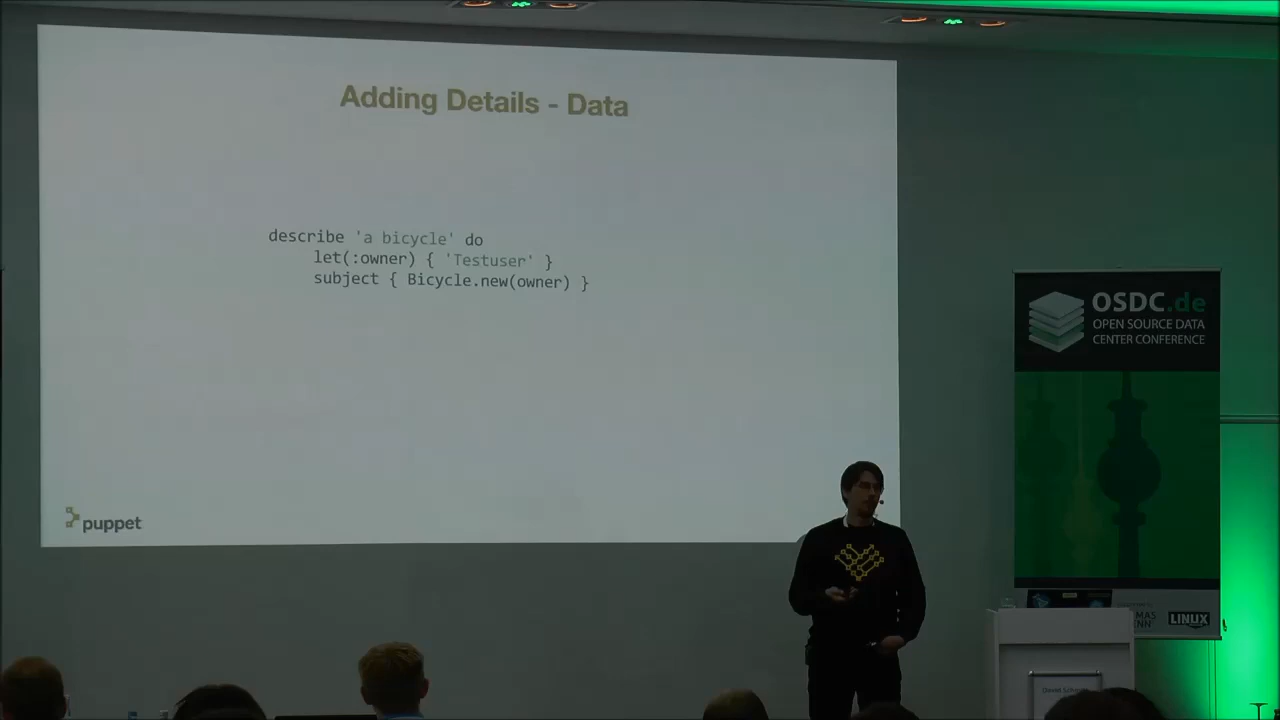 Adding Details - Data
describe 'a bicycle' do
let(:owner) { 'Testuser' }
subject { Bicycle.new(owner) }
puppet
OSDC.de
OPEN SOURCE DATA
CENTER CONFERENCE
LINUX
David